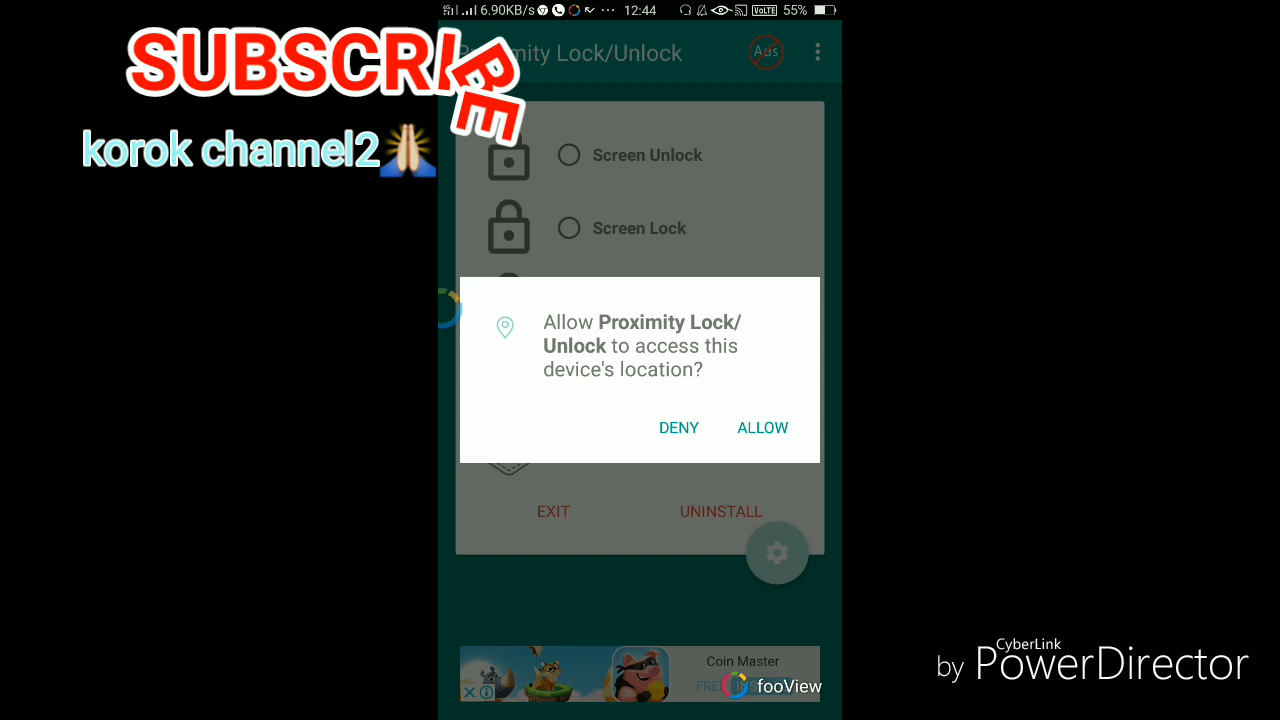 6.90KB/s ... 12:44 VoLTE 55%
SUBSCRIBE
Proximity Lock/Unlock
Ads
korok channel2🙏
Screen Unlock
Screen Lock
Allow Proximity Lock/
Unlock to access this
device's location?
DENY ALLOW
EXIT UNINSTALL
Coin Master
fooView
CyberLink
by PowerDirector